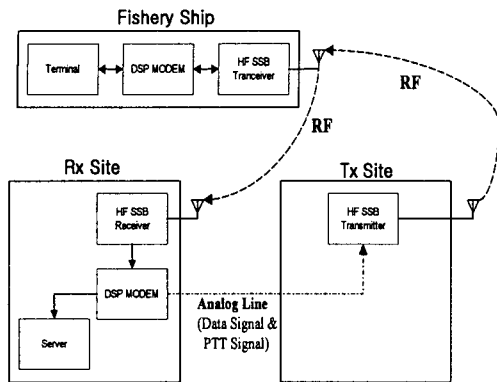 Fishery Ship
Terminal
DSP MODEM
HF SSB
Tranceiver
RF
RF
Rx Site
Tx Site
HF SSB
Receiver
HF SSB
Transmitter
DSP MODEM
Analog Line
(Data Signal &
PTT Signal)
Server